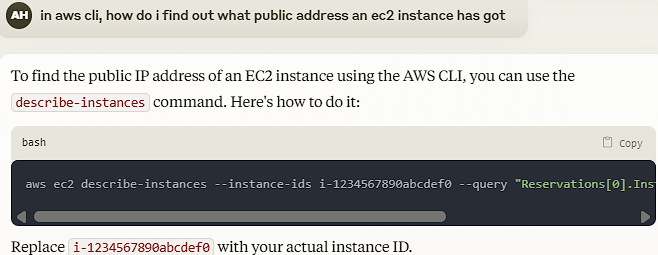 AH in aws cli, how do i find out what public address an ec2 instance has got
To find the public IP address of an EC2 instance using the AWS CLI, you can use the
describe-instances command. Here's how to do it:
bash Copy
aws ec2 describe-instances --instance-ids i-1234567890abcdef0 --query "Reservations[0].Ins
Replace i-1234567890abcdef0 with your actual instance ID.